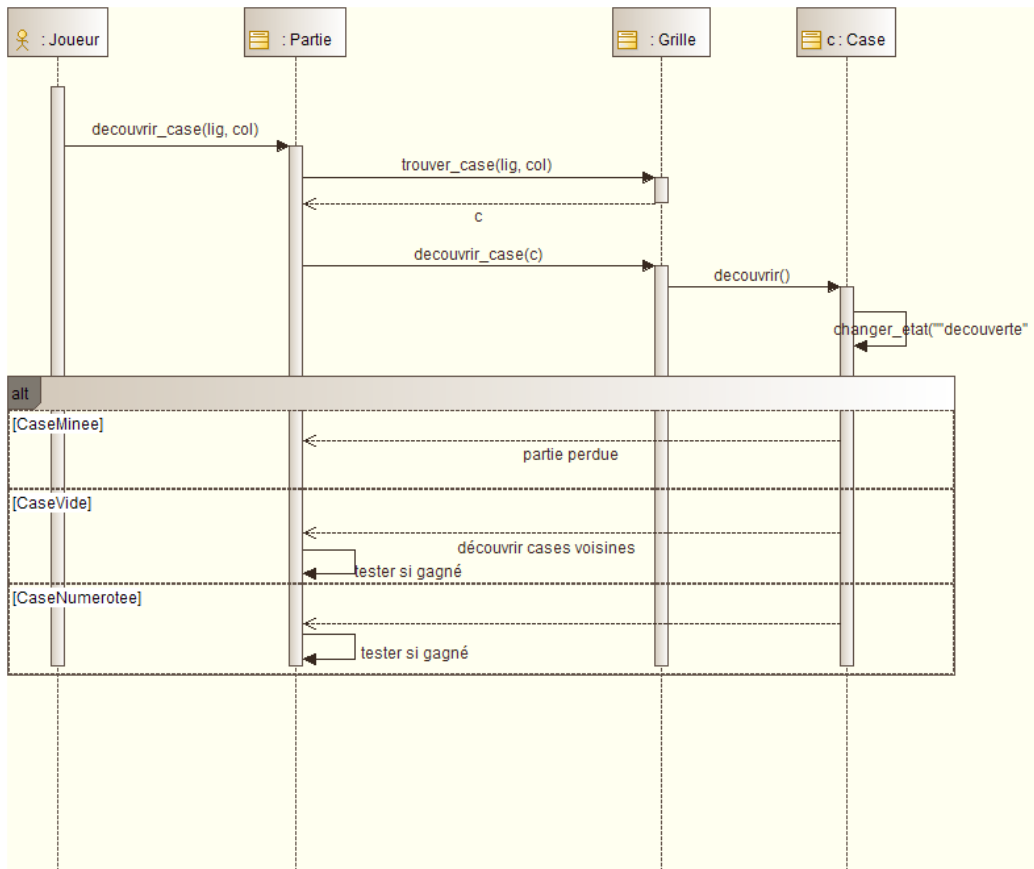 : Joueur
: Partie
: Grille
c : Case
decouvrir_case(lig, col)
trouver_case(lig, col)
c
decouvrir_case(c)
decouvrir()
changer_etat(""decouverte"
alt
[CaseMinee]
partie perdue
[CaseVide]
découvrir cases voisines
tester si gagné
[CaseNumerotee]
tester si gagné